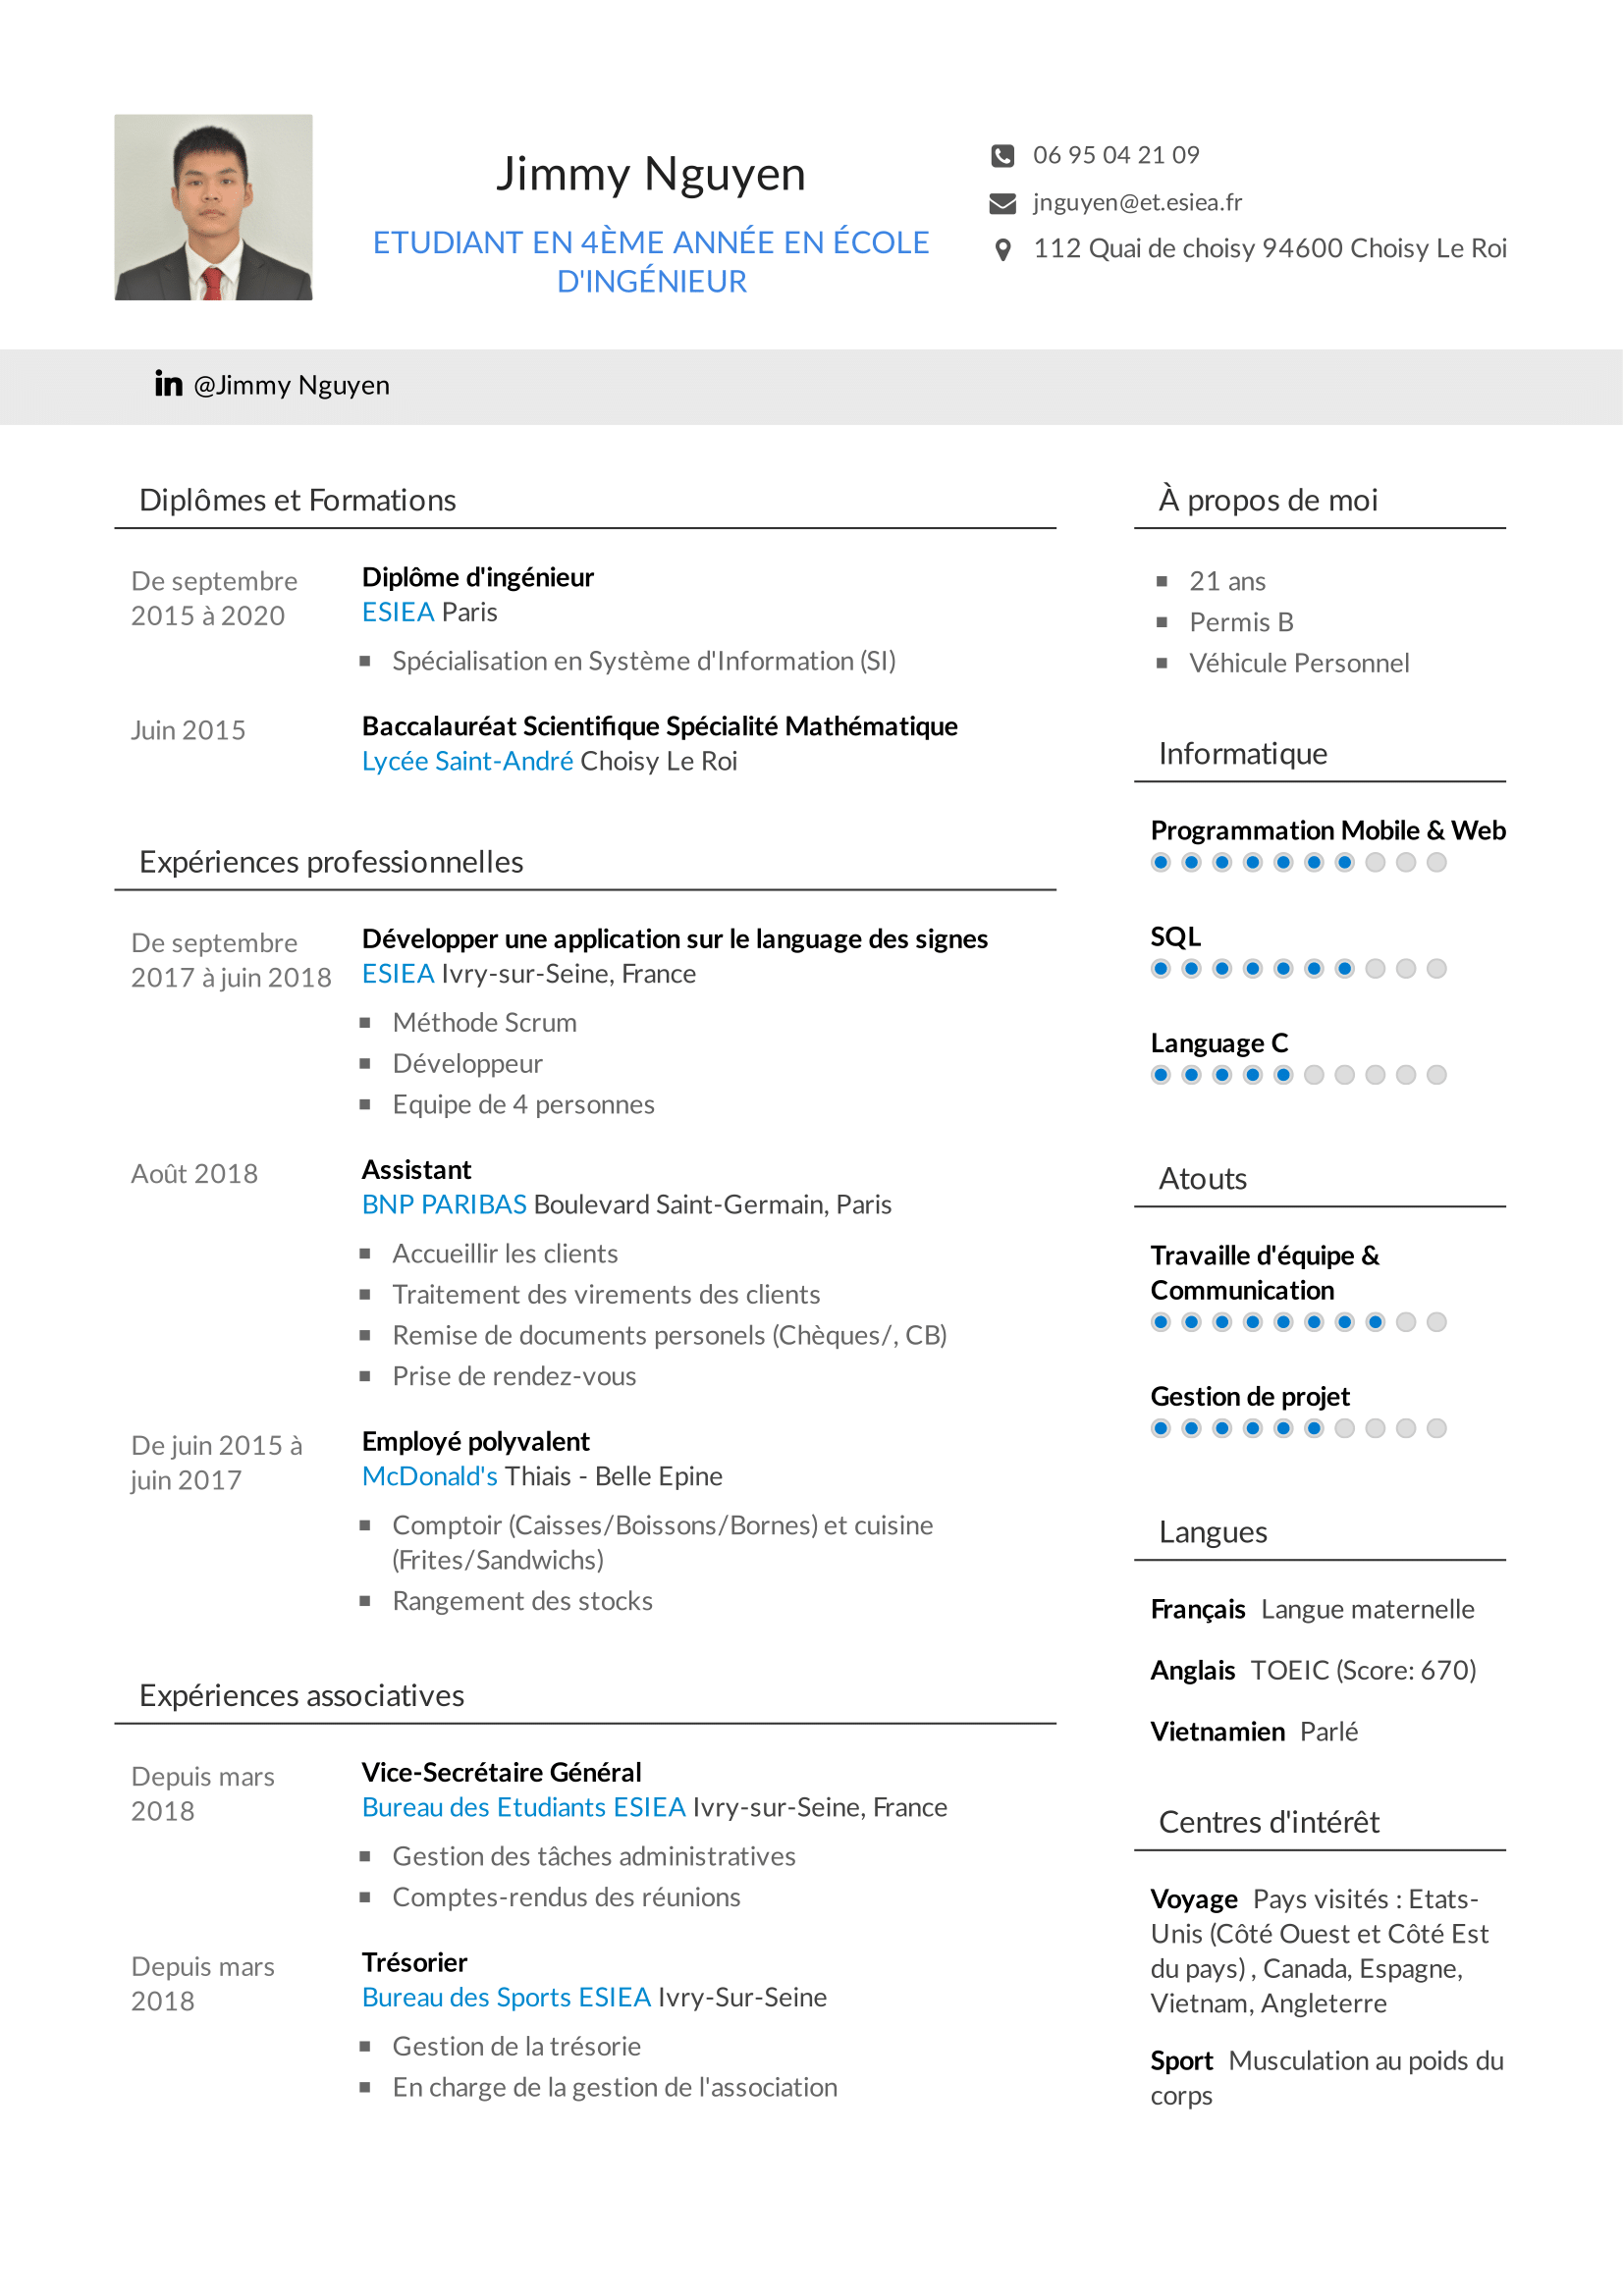 Jimmy Nguyen
ETUDIANT EN 4ÈME ANNÉE EN ÉCOLE
D'INGÉNIEUR
06 95 04 21 09
jnguyen@et.esiea.fr
112 Quai de choisy 94600 Choisy Le Roi
in @Jimmy Nguyen
Diplômes et Formations
De septembre
2015 à 2020
Diplôme d'ingénieur
ESIEA Paris
Spécialisation en Système d'Information (SI)
Juin 2015
Baccalauréat Scientifique Spécialité Mathématique
Lycée Saint-André Choisy Le Roi
Expériences professionnelles
De septembre
2017 à juin 2018
Développer une application sur le language des signes
ESIEA Ivry-sur-Seine, France
Méthode Scrum
Développeur
Equipe de 4 personnes
Août 2018
Assistant
BNP PARIBAS Boulevard Saint-Germain, Paris
Accueillir les clients
Traitement des virements des clients
Remise de documents personels (Chèques/, CB)
Prise de rendez-vous
De juin 2015 à
juin 2017
Employé polyvalent
McDonald's Thiais - Belle Epine
Comptoir (Caisses/Boissons/Bornes) et cuisine
(Frites/Sandwichs)
Rangement des stocks
Expériences associatives
Depuis mars
2018
Vice-Secrétaire Général
Bureau des Etudiants ESIEA Ivry-sur-Seine, France
Gestion des tâches administratives
Comptes-rendus des réunions
Depuis mars
2018
Trésorier
Bureau des Sports ESIEA Ivry-Sur-Seine
Gestion de la trésorie
En charge de la gestion de l'association
À propos de moi
21 ans
Permis B
Véhicule Personnel
Informatique
Programmation Mobile & Web
SQL
Language C
Atouts
Travaille d'équipe &
Communication
Gestion de projet
Langues
Français Langue maternelle
Anglais TOEIC (Score: 670)
Vietnamien Parlé
Centres d'intérêt
Voyage Pays visités : Etats-
Unis (Côté Ouest et Côté Est
du pays) , Canada, Espagne,
Vietnam, Angleterre
Sport Musculation au poids du
corps